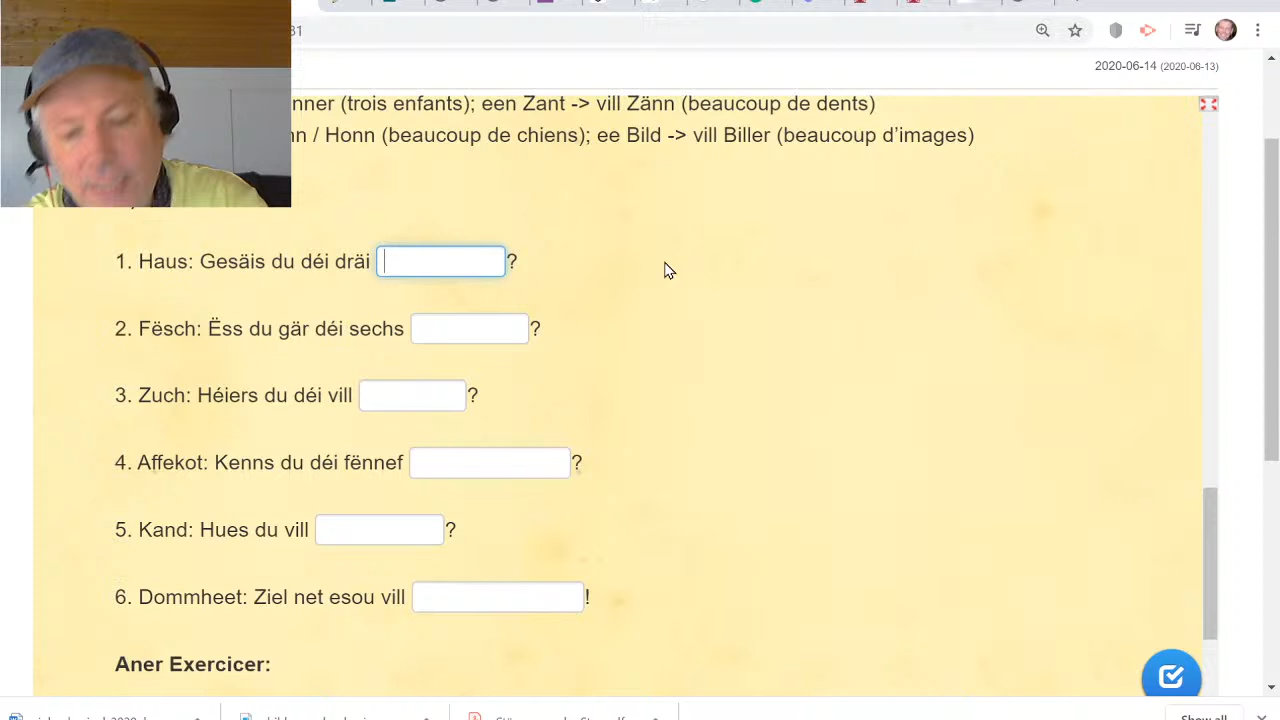 31
2020-06-14 (2020-06-13)
nner (trois enfants); een Zant -> vill Zänn (beaucoup de dents)
nn / Honn (beaucoup de chiens); ee Bild -> vill Biller (beaucoup d'images)
1. Haus: Gesäis du déi dräi ?
2. Fësch: Ëss du gär déi sechs ?
3. Zuch: Héiers du déi vill ?
4. Affekot: Kenns du déi fënnef ?
5. Kand: Hues du vill ?
6. Dommheet: Ziel net esou vill !
Aner Exercicer:
Show all